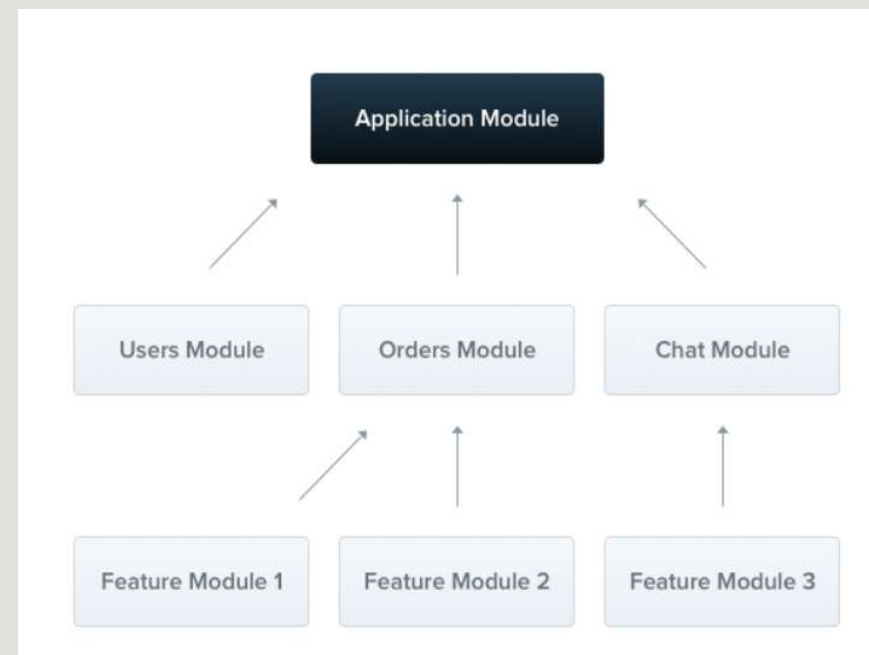 Application Module
Users Module
Orders Module
Chat Module
Feature Module 1
Feature Module 2
Feature Module 3